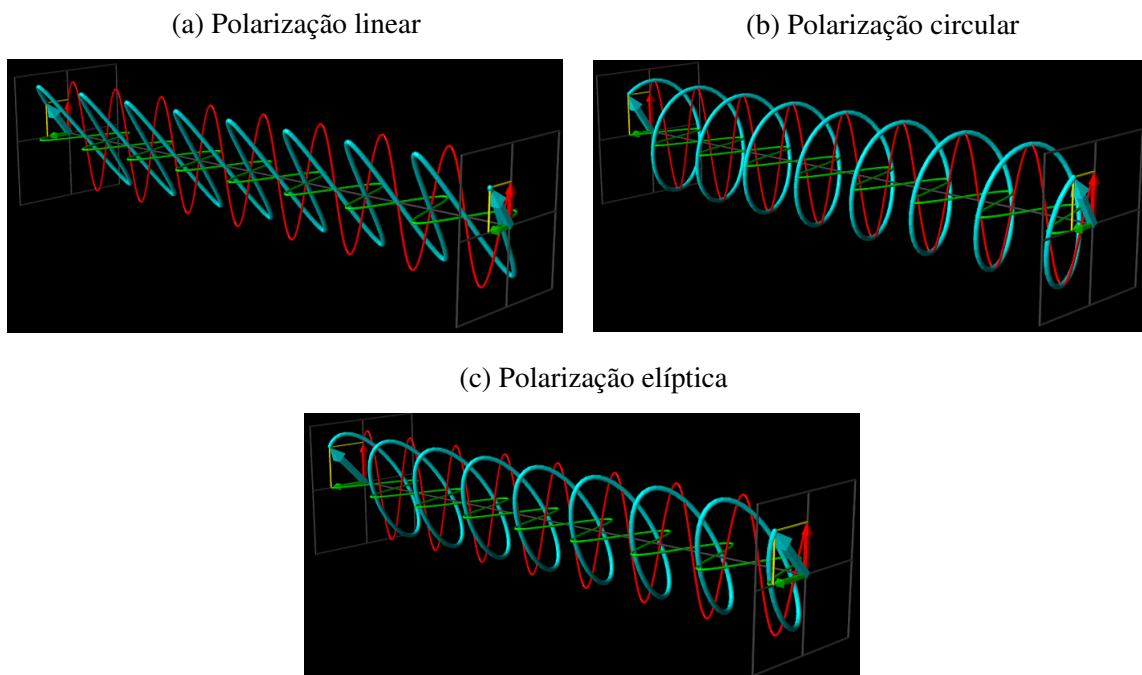 (a) Polarização linear
(b) Polarização circular
(c) Polarização elíptica